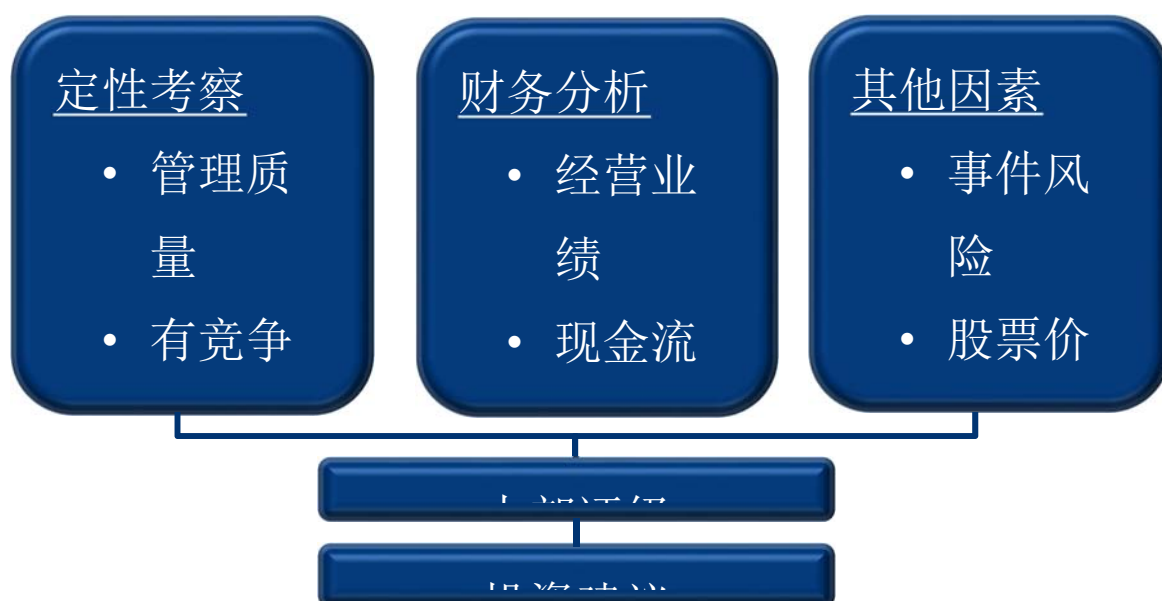 定性考察
• 管理质
量
• 有竞争
财务分析
• 经营业
绩
• 现金流
其他因素
• 事件风
险
• 股票价